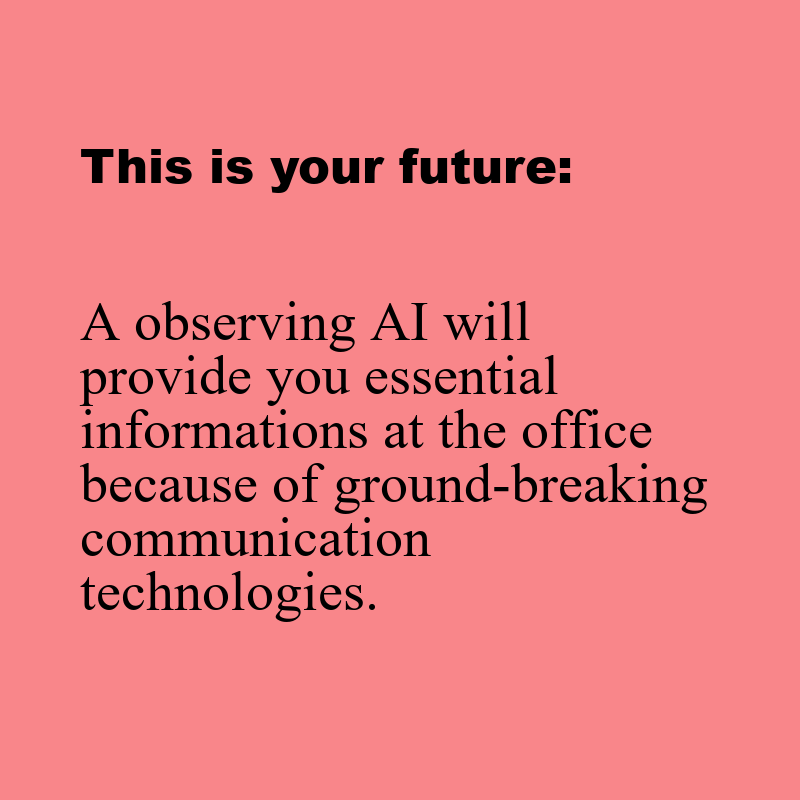 This is your future:
A observing AI will
provide you essential
informations at the office
because of ground-breaking
communication
technologies.